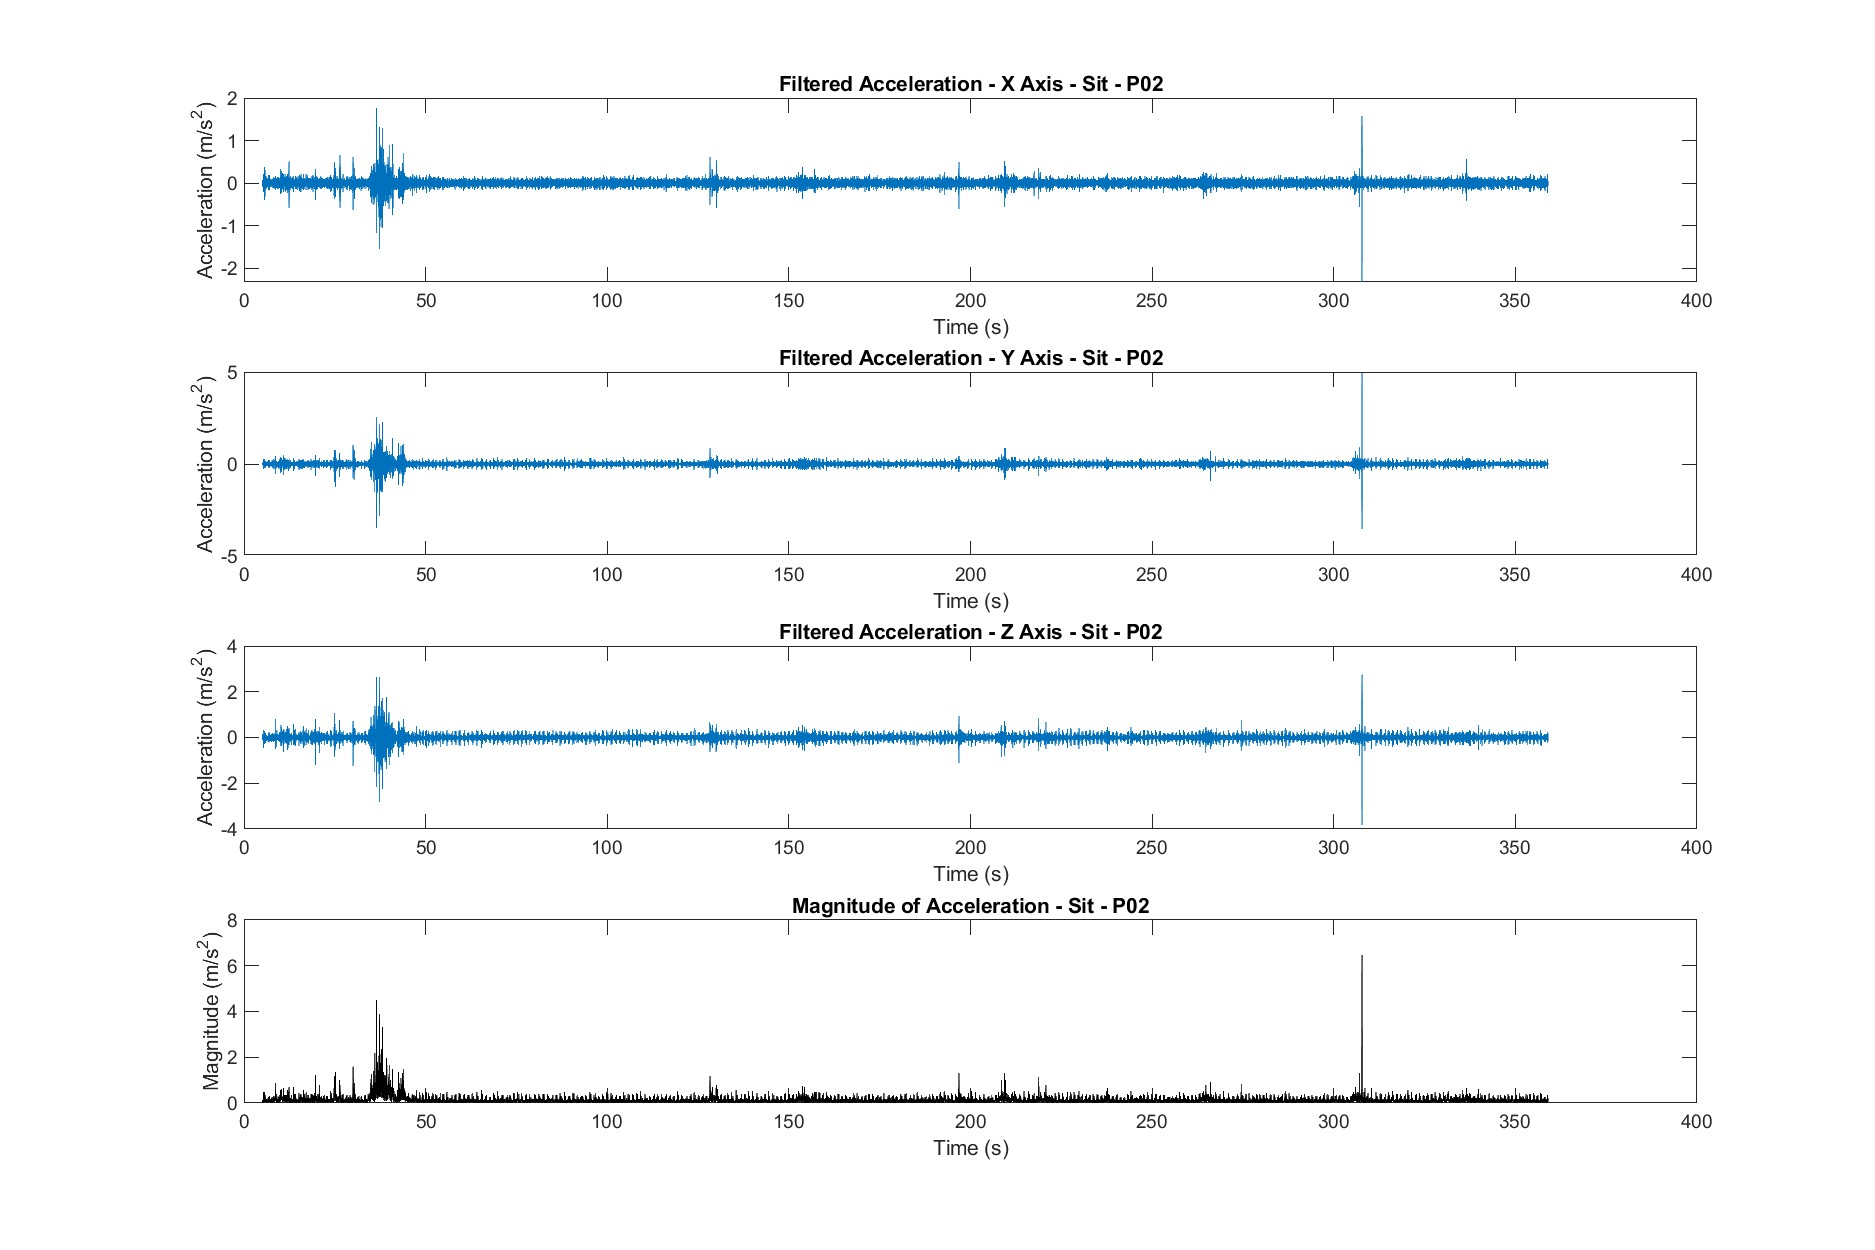 Filtered Acceleration - X Axis - Sit - P02
Acceleration (m/s²)
2
1
0
-1
-2
0 50 100 150 200 250 300 350 400
Time (s)
Filtered Acceleration - Y Axis - Sit - P02
Acceleration (m/s²)
5
0
-5
0 50 100 150 200 250 300 350 400
Time (s)
Filtered Acceleration - Z Axis - Sit - P02
Acceleration (m/s²)
4
2
0
-2
-4
0 50 100 150 200 250 300 350 400
Time (s)
Magnitude of Acceleration - Sit - P02
Magnitude (m/s²)
8
6
4
2
0
0 50 100 150 200 250 300 350 400
Time (s)